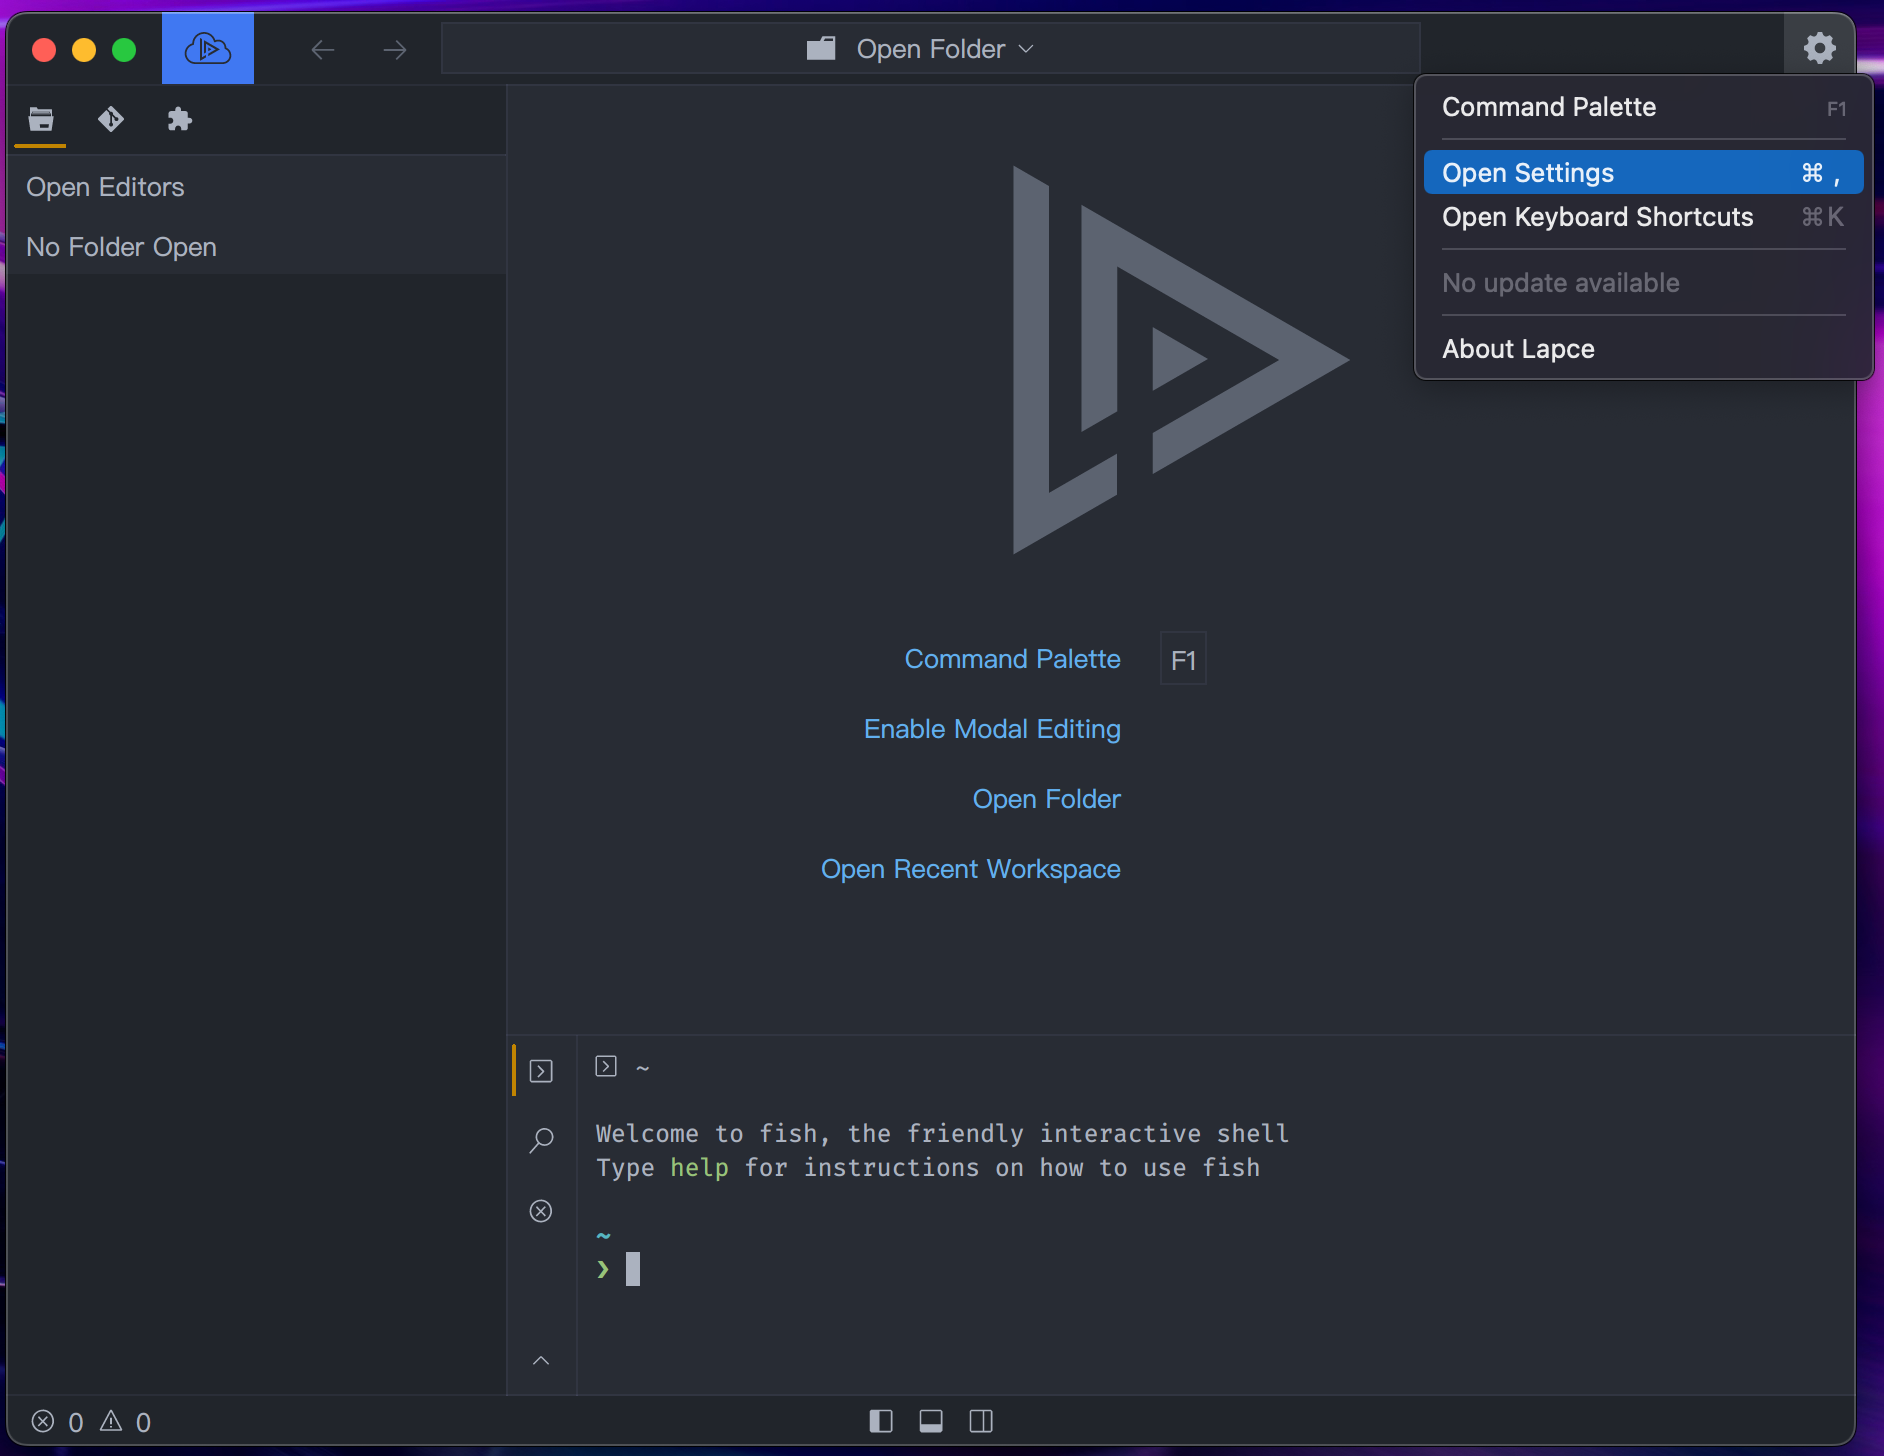 Open Folder
Command Palette F1
Open Settings ⌘ ,
Open Keyboard Shortcuts ⌘K
No update available
About Lapce
Open Editors
No Folder Open
Command Palette F1
Enable Modal Editing
Open Folder
Open Recent Workspace
~
Welcome to fish, the friendly interactive shell
Type help for instructions on how to use fish
~
❯
0 0